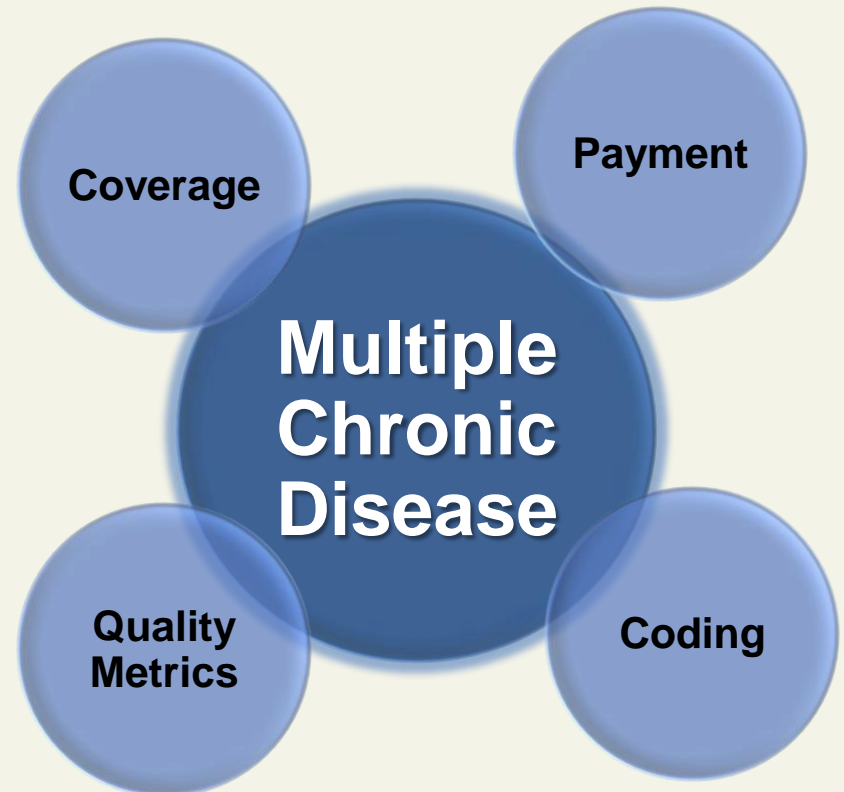 Coverage
Payment
Multiple
Chronic
Disease
Quality
Metrics
Coding